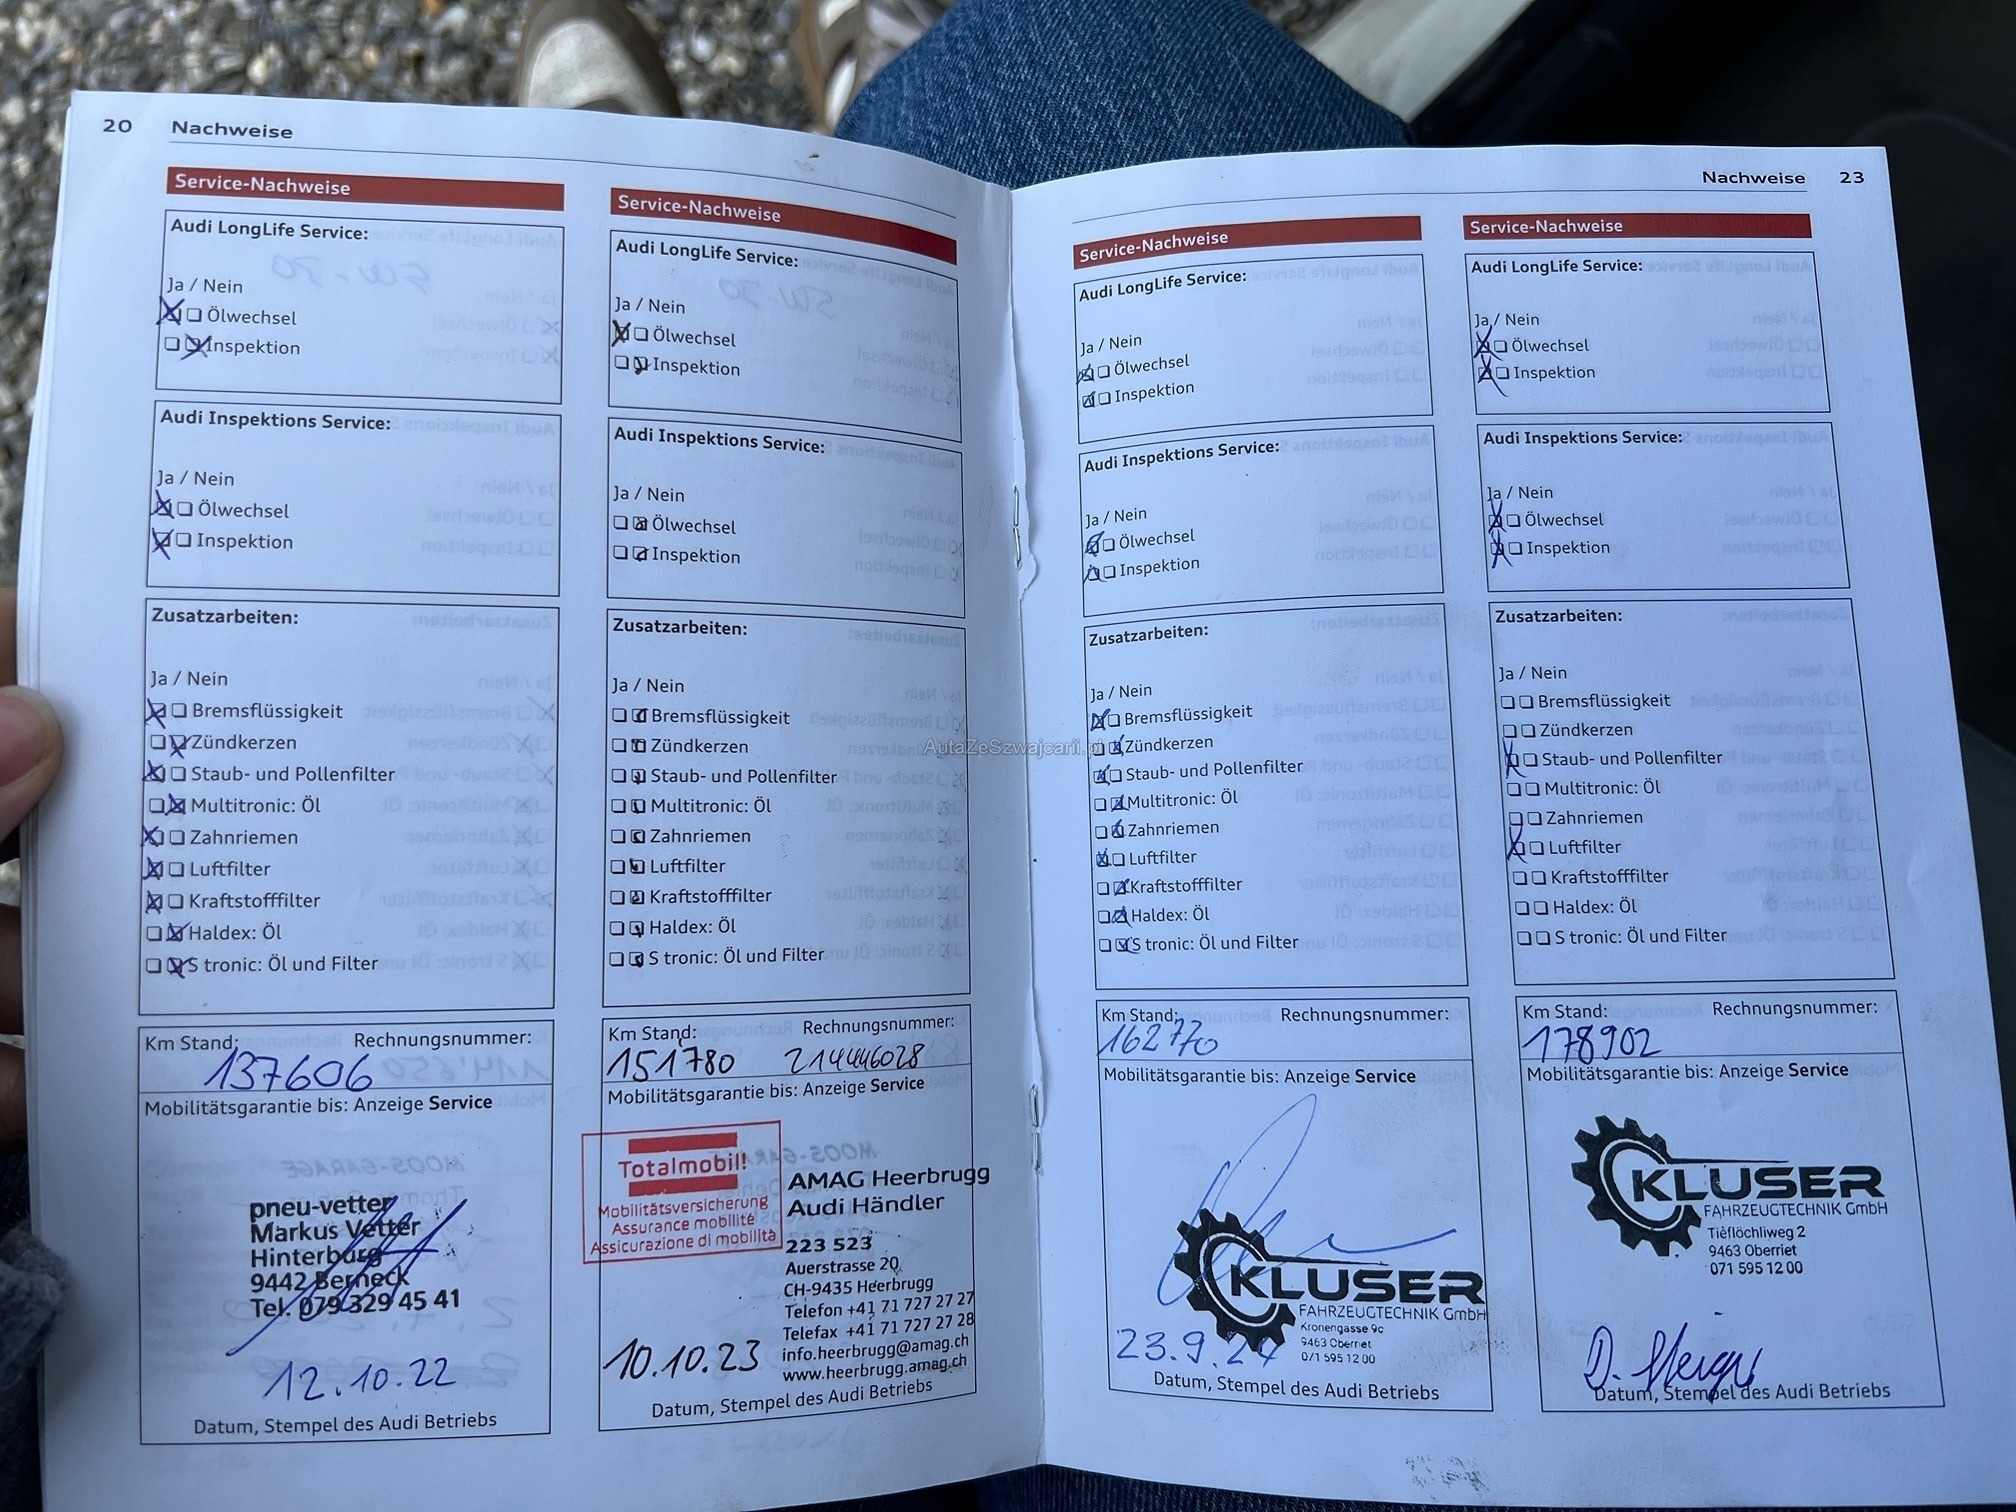 20 Nachweise
Service-Nachweise
Audi LongLife Service:
Ja / Nein
Ölwechsel
Inspektion
Audi Inspektions Service:
Ja / Nein
Ölwechsel
Inspektion
Zusatzarbeiten:
Ja / Nein
Bremsflüssigkeit
Zündkerzen
Staub- und Pollenfilter
Multitronic: Öl
Zahnriemen
Luftfilter
Kraftstofffilter
Haldex: Öl
S tronic: Öl und Filter
Km Stand: Rechnungsnummer:
137606
Mobilitätsgarantie bis: Anzeige Service
pneu-vetter
Markus Vetter
Hinterburg
9442 Berneck
Tel. 079 329 45 41
12.10.22
Datum, Stempel des Audi Betriebs
Service-Nachweise
Audi LongLife Service:
Ja / Nein
Ölwechsel
Inspektion
Audi Inspektions Service:
Ja / Nein
Ölwechsel
Inspektion
Zusatzarbeiten:
Ja / Nein
Bremsflüssigkeit
Zündkerzen
Staub- und Pollenfilter
Multitronic: Öl
Zahnriemen
Luftfilter
Kraftstofffilter
Haldex: Öl
S tronic: Öl und Filter
Km Stand: Rechnungsnummer:
151780 214446028
Mobilitätsgarantie bis: Anzeige Service
Totalmobil!
Mobilitätsversicherung
Assurance mobilité
Assicurazione di mobilità
AMAG Heerbrugg
Audi Händler
223 523
Auerstrasse 20
CH-9435 Heerbrugg
Telefon +41 71 727 27 27
Telefax +41 71 727 27 28
info.heerbrugg@amag.ch
www.heerbrugg.amag.ch
10.10.23
Datum, Stempel des Audi Betriebs
Nachweise 23
Service-Nachweise
Audi LongLife Service:
Ja / Nein
Ölwechsel
Inspektion
Audi Inspektions Service:
Ja / Nein
Ölwechsel
Inspektion
Zusatzarbeiten:
Ja / Nein
Bremsflüssigkeit
Zündkerzen
Staub- und Pollenfilter
Multitronic: Öl
Zahnriemen
Luftfilter
Kraftstofffilter
Haldex: Öl
S tronic: Öl und Filter
Km Stand: Rechnungsnummer:
162770
Mobilitätsgarantie bis: Anzeige Service
KLUSER
FAHRZEUGTECHNIK GmbH
Kronengasse 9c
9463 Oberriet
071 595 12 00
23.9.24
Datum, Stempel des Audi Betriebs
Service-Nachweise
Audi LongLife Service:
Ja / Nein
Ölwechsel
Inspektion
Audi Inspektions Service:
Ja / Nein
Ölwechsel
Inspektion
Zusatzarbeiten:
Ja / Nein
Bremsflüssigkeit
Zündkerzen
Staub- und Pollenfilter
Multitronic: Öl
Zahnriemen
Luftfilter
Kraftstofffilter
Haldex: Öl
S tronic: Öl und Filter
Km Stand: Rechnungsnummer:
178902
Mobilitätsgarantie bis: Anzeige Service
KLUSER
FAHRZEUGTECHNIK GmbH
Tieflöchliweg 2
9463 Oberriet
071 595 12 00
Datum, Stempel des Audi Betriebs
AutaZeSzwajcarii.pl